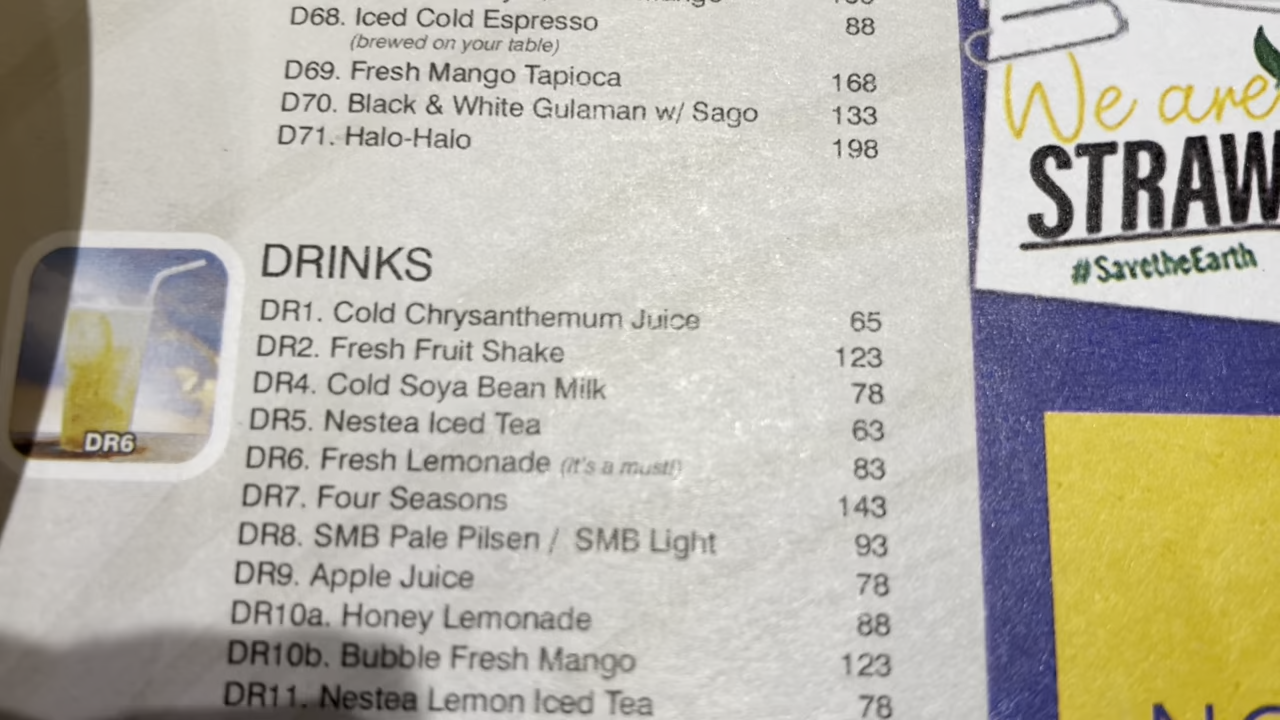 D68. Iced Cold Espresso 88
(brewed on your table)
D69. Fresh Mango Tapioca 168
D70. Black & White Gulaman w/ Sago 133
D71. Halo-Halo 198
DRINKS
DR1. Cold Chrysanthemum Juice 65
DR2. Fresh Fruit Shake 123
DR4. Cold Soya Bean Milk 78
DR5. Nestea Iced Tea 63
DR6. Fresh Lemonade (it's a must!) 83
DR7. Four Seasons 143
DR8. SMB Pale Pilsen / SMB Light 93
DR9. Apple Juice 78
DR10a. Honey Lemonade 88
DR10b. Bubble Fresh Mango 123
DR11. Nestea Lemon Iced Tea 78
DR6
We are
STRAW
#SavetheEarth